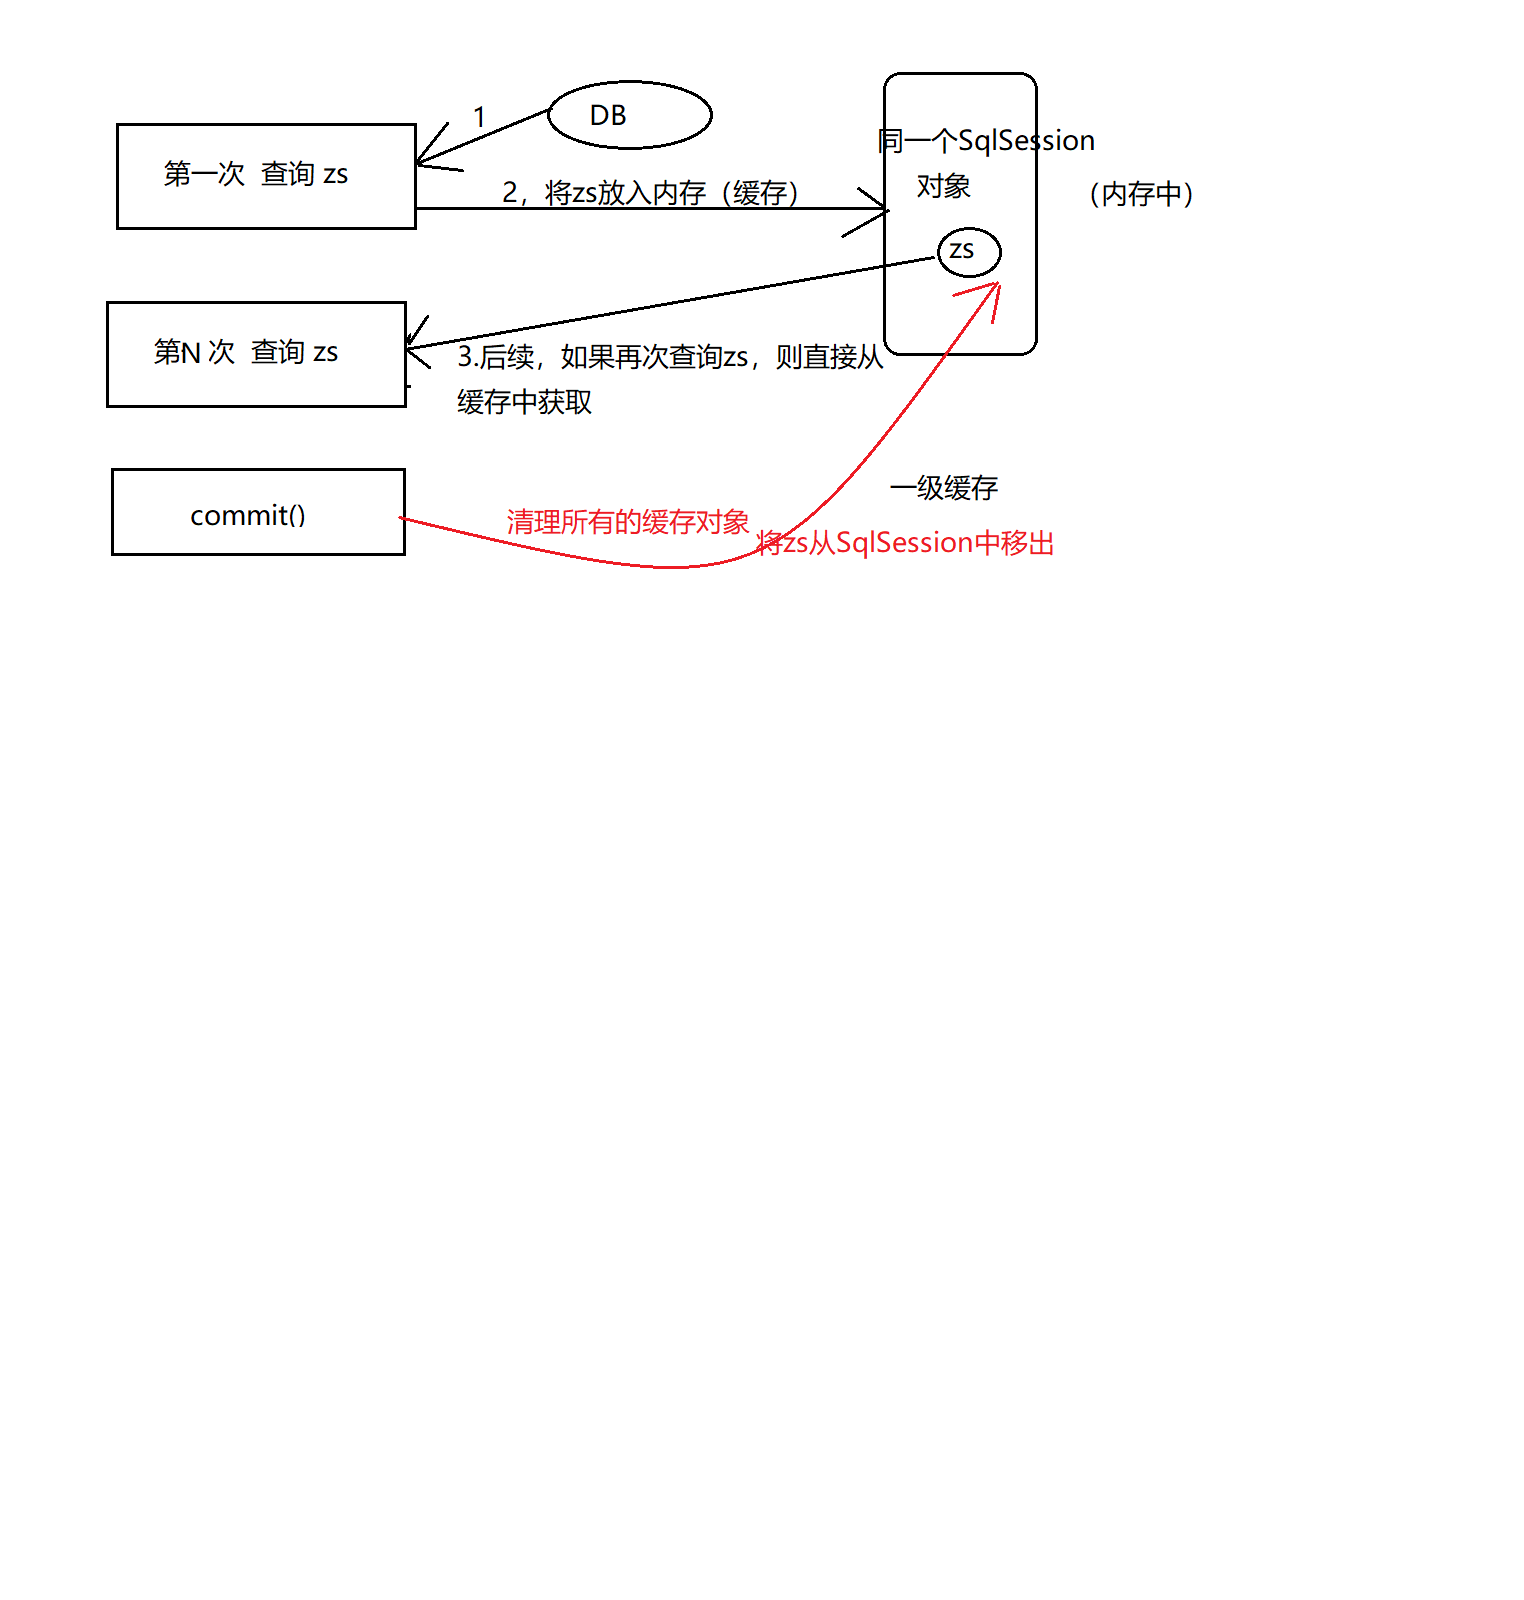 1
DB
第一次 查询 zs
同一个SqlSession
对象
2，将zs放入内存（缓存）
（内存中）
zs
第N 次 查询 zs
3.后续，如果再次查询zs，则直接从
缓存中获取
一级缓存
commit()
清理所有的缓存对象
将zs从SqlSession中移出